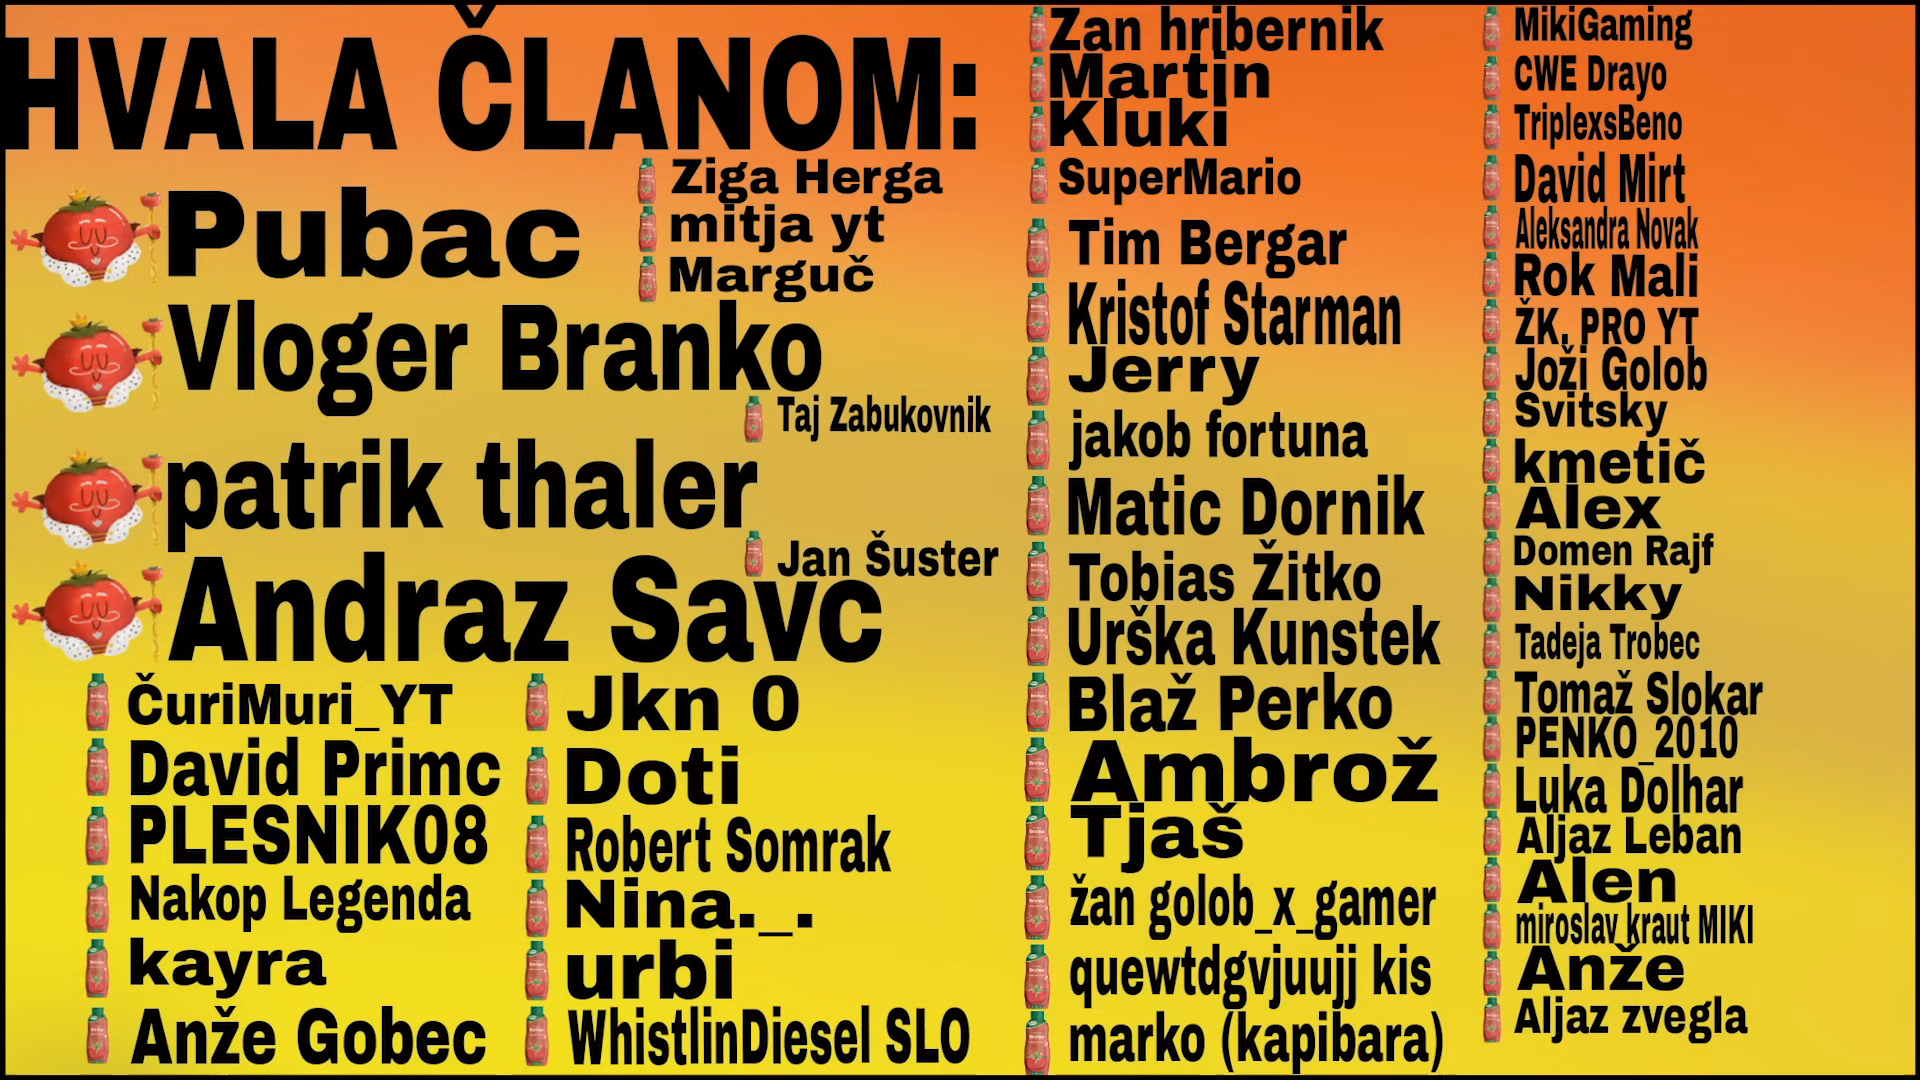 HVALA ČLANOM:
Pubac
Vloger Branko
patrik thaler
Andraz Savc
Ziga Herga
mitja yt
Marguč
Taj Zabukovnik
Jan Šuster
ČuriMuri_YT
David Primc
PLESNIK08
Nakop Legenda
kayra
Anže Gobec
Jkn 0
Doti
Robert Somrak
Nina._.
urbi
WhistlinDiesel SLO
Žan hribernik
Martin
Kluki
SuperMario
Tim Bergar
Kristof Starman
Jerry
jakob fortuna
Matic Dornik
Tobias Žitko
Urška Kunstek
Blaž Perko
Ambrož
Tjaš
žan golob_x_gamer
quewtdgvjuujj kis
marko (kapibara)
MikiGaming
CWE Drayo
TriplexsBeno
David Mirt
Aleksandra Novak
Rok Mali
ŽK. PRO YT
Joži Golob
Svitsky
kmetič
Alex
Domen Rajf
Nikky
Tadeja Trobec
Tomaž Slokar
PENKO_2010
Luka Dolhar
Aljaz Leban
Alen
miroslav kraut MIKI
Anže
Aljaz zvegla